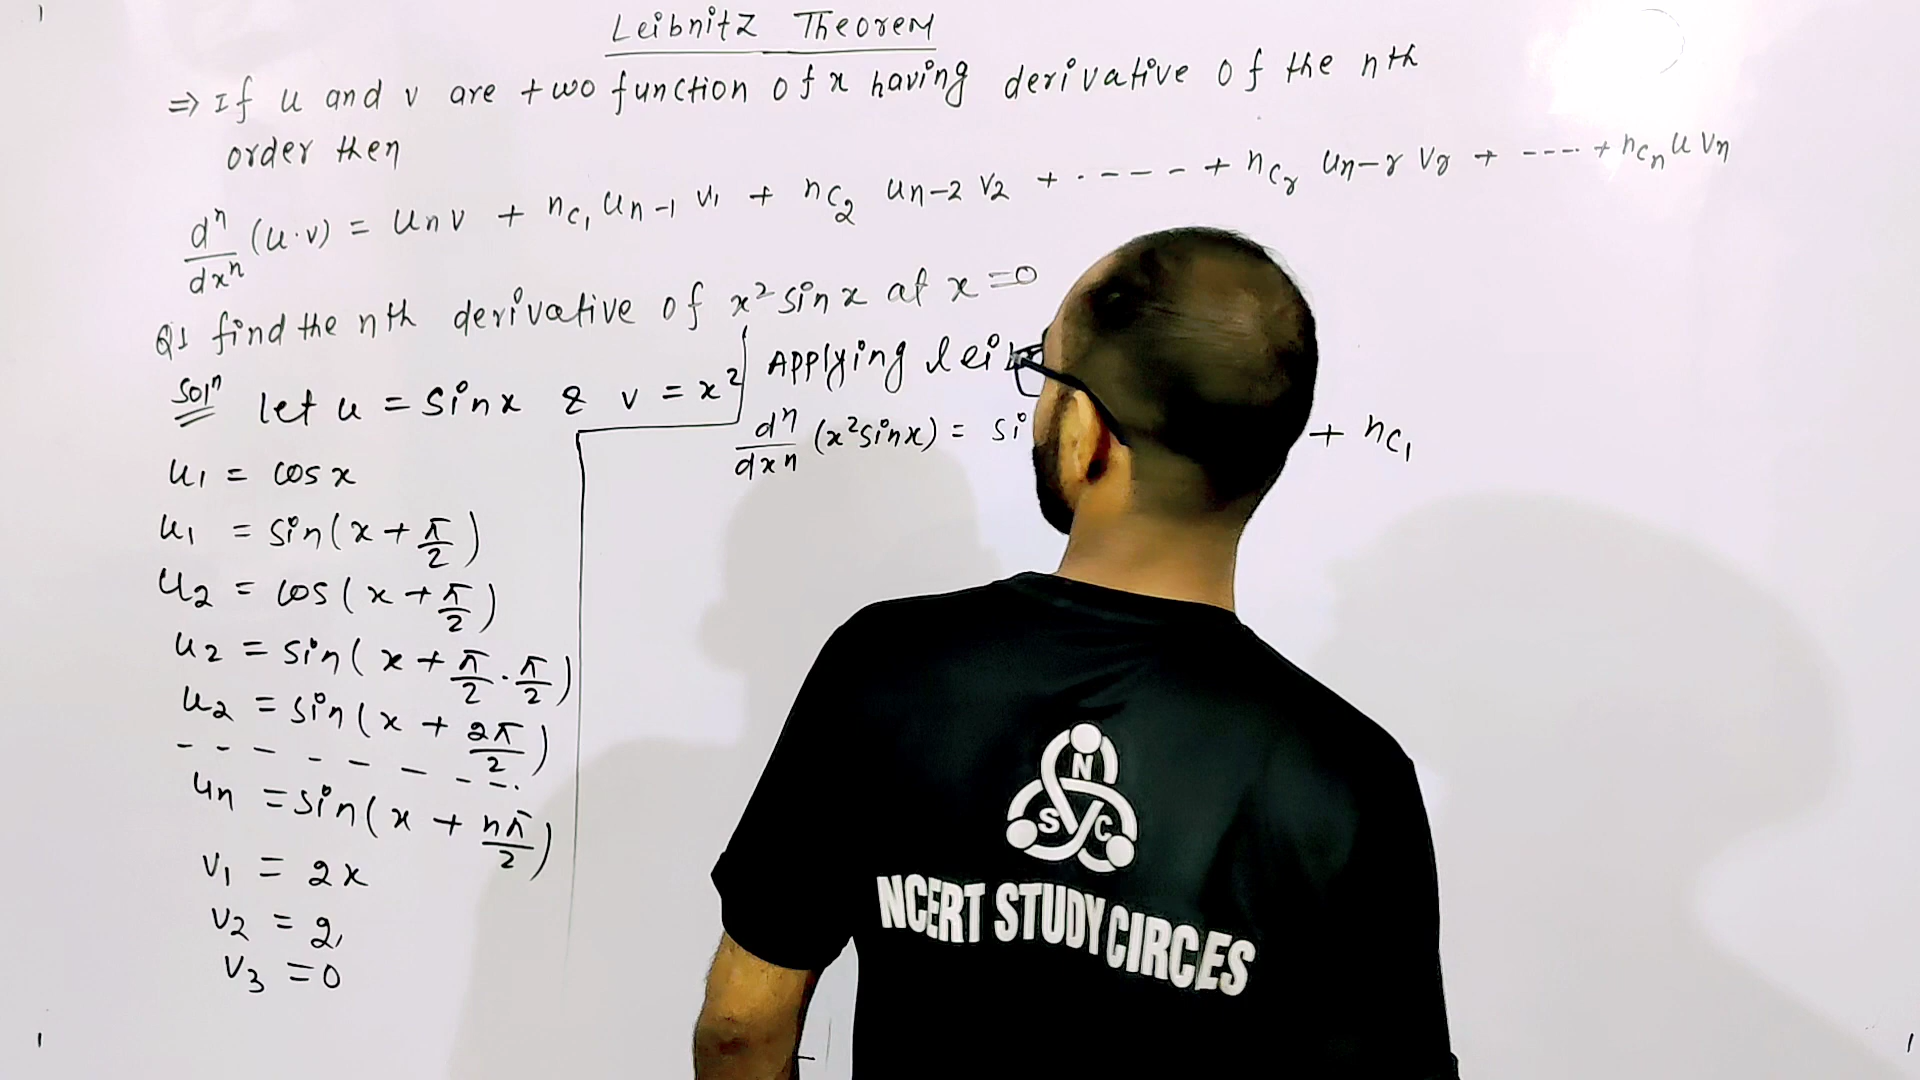 Leibnitz Theorem
⇒ If u and v are two function of x having derivative of the nth
order then
dⁿ/dxⁿ (u·v) = uₙv + nc₁ uₙ₋₁ v₁ + nc₂ uₙ₋₂ v₂ + ----- + ncᵣ uₙ₋ᵣ vᵣ + ---- + ncₙ u vₙ
Q1 find the nth derivative of x² sin x at x = 0
Solⁿ let u = sin x & v = x²
u₁ = cos x
u₁ = sin(x + π/2)
u₂ = cos(x + π/2)
u₂ = sin(x + π/2 · π/2)
u₂ = sin(x + 2π/2)
- - - - - - - -
uₙ = sin(x + nπ/2)
v₁ = 2x
v₂ = 2,
v₃ = 0
Applying
dⁿ/dxⁿ (x² sin x) = si + nc₁
N
S C
NCERT STUDY CIRCES